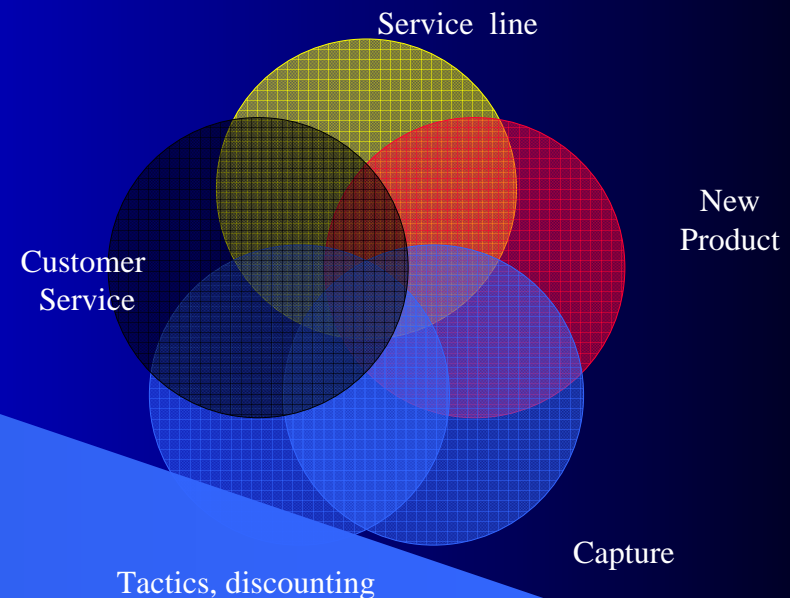 Service line
New
Product
Customer
Service
Capture
Tactics, discounting